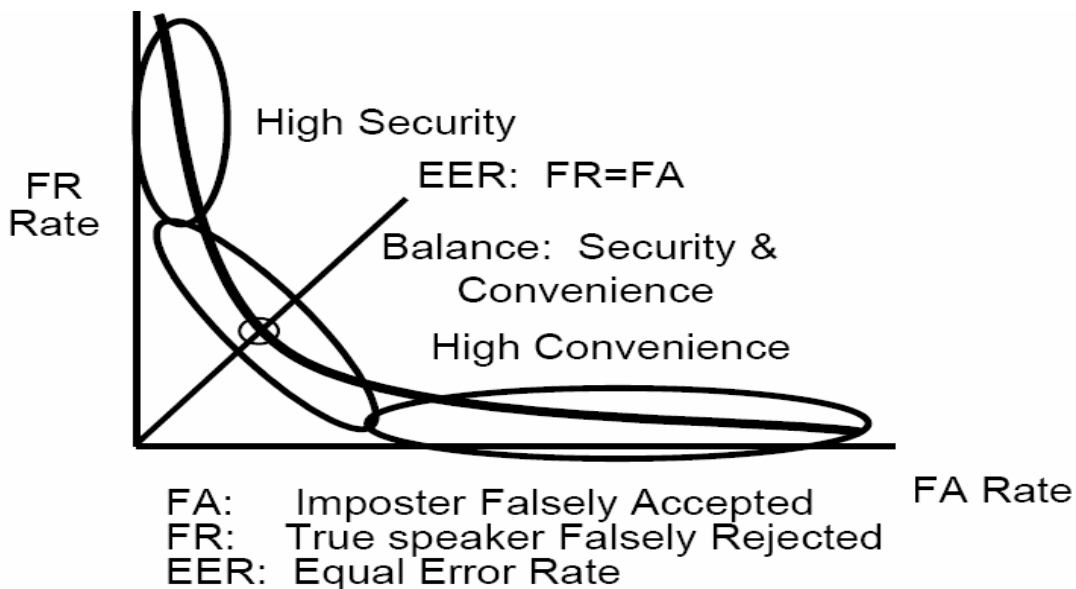 High Security
EER: FR=FA
FR
Rate
Balance: Security &
Convenience
High Convenience
FA Rate
FA: Imposter Falsely Accepted
FR: True speaker Falsely Rejected
EER: Equal Error Rate